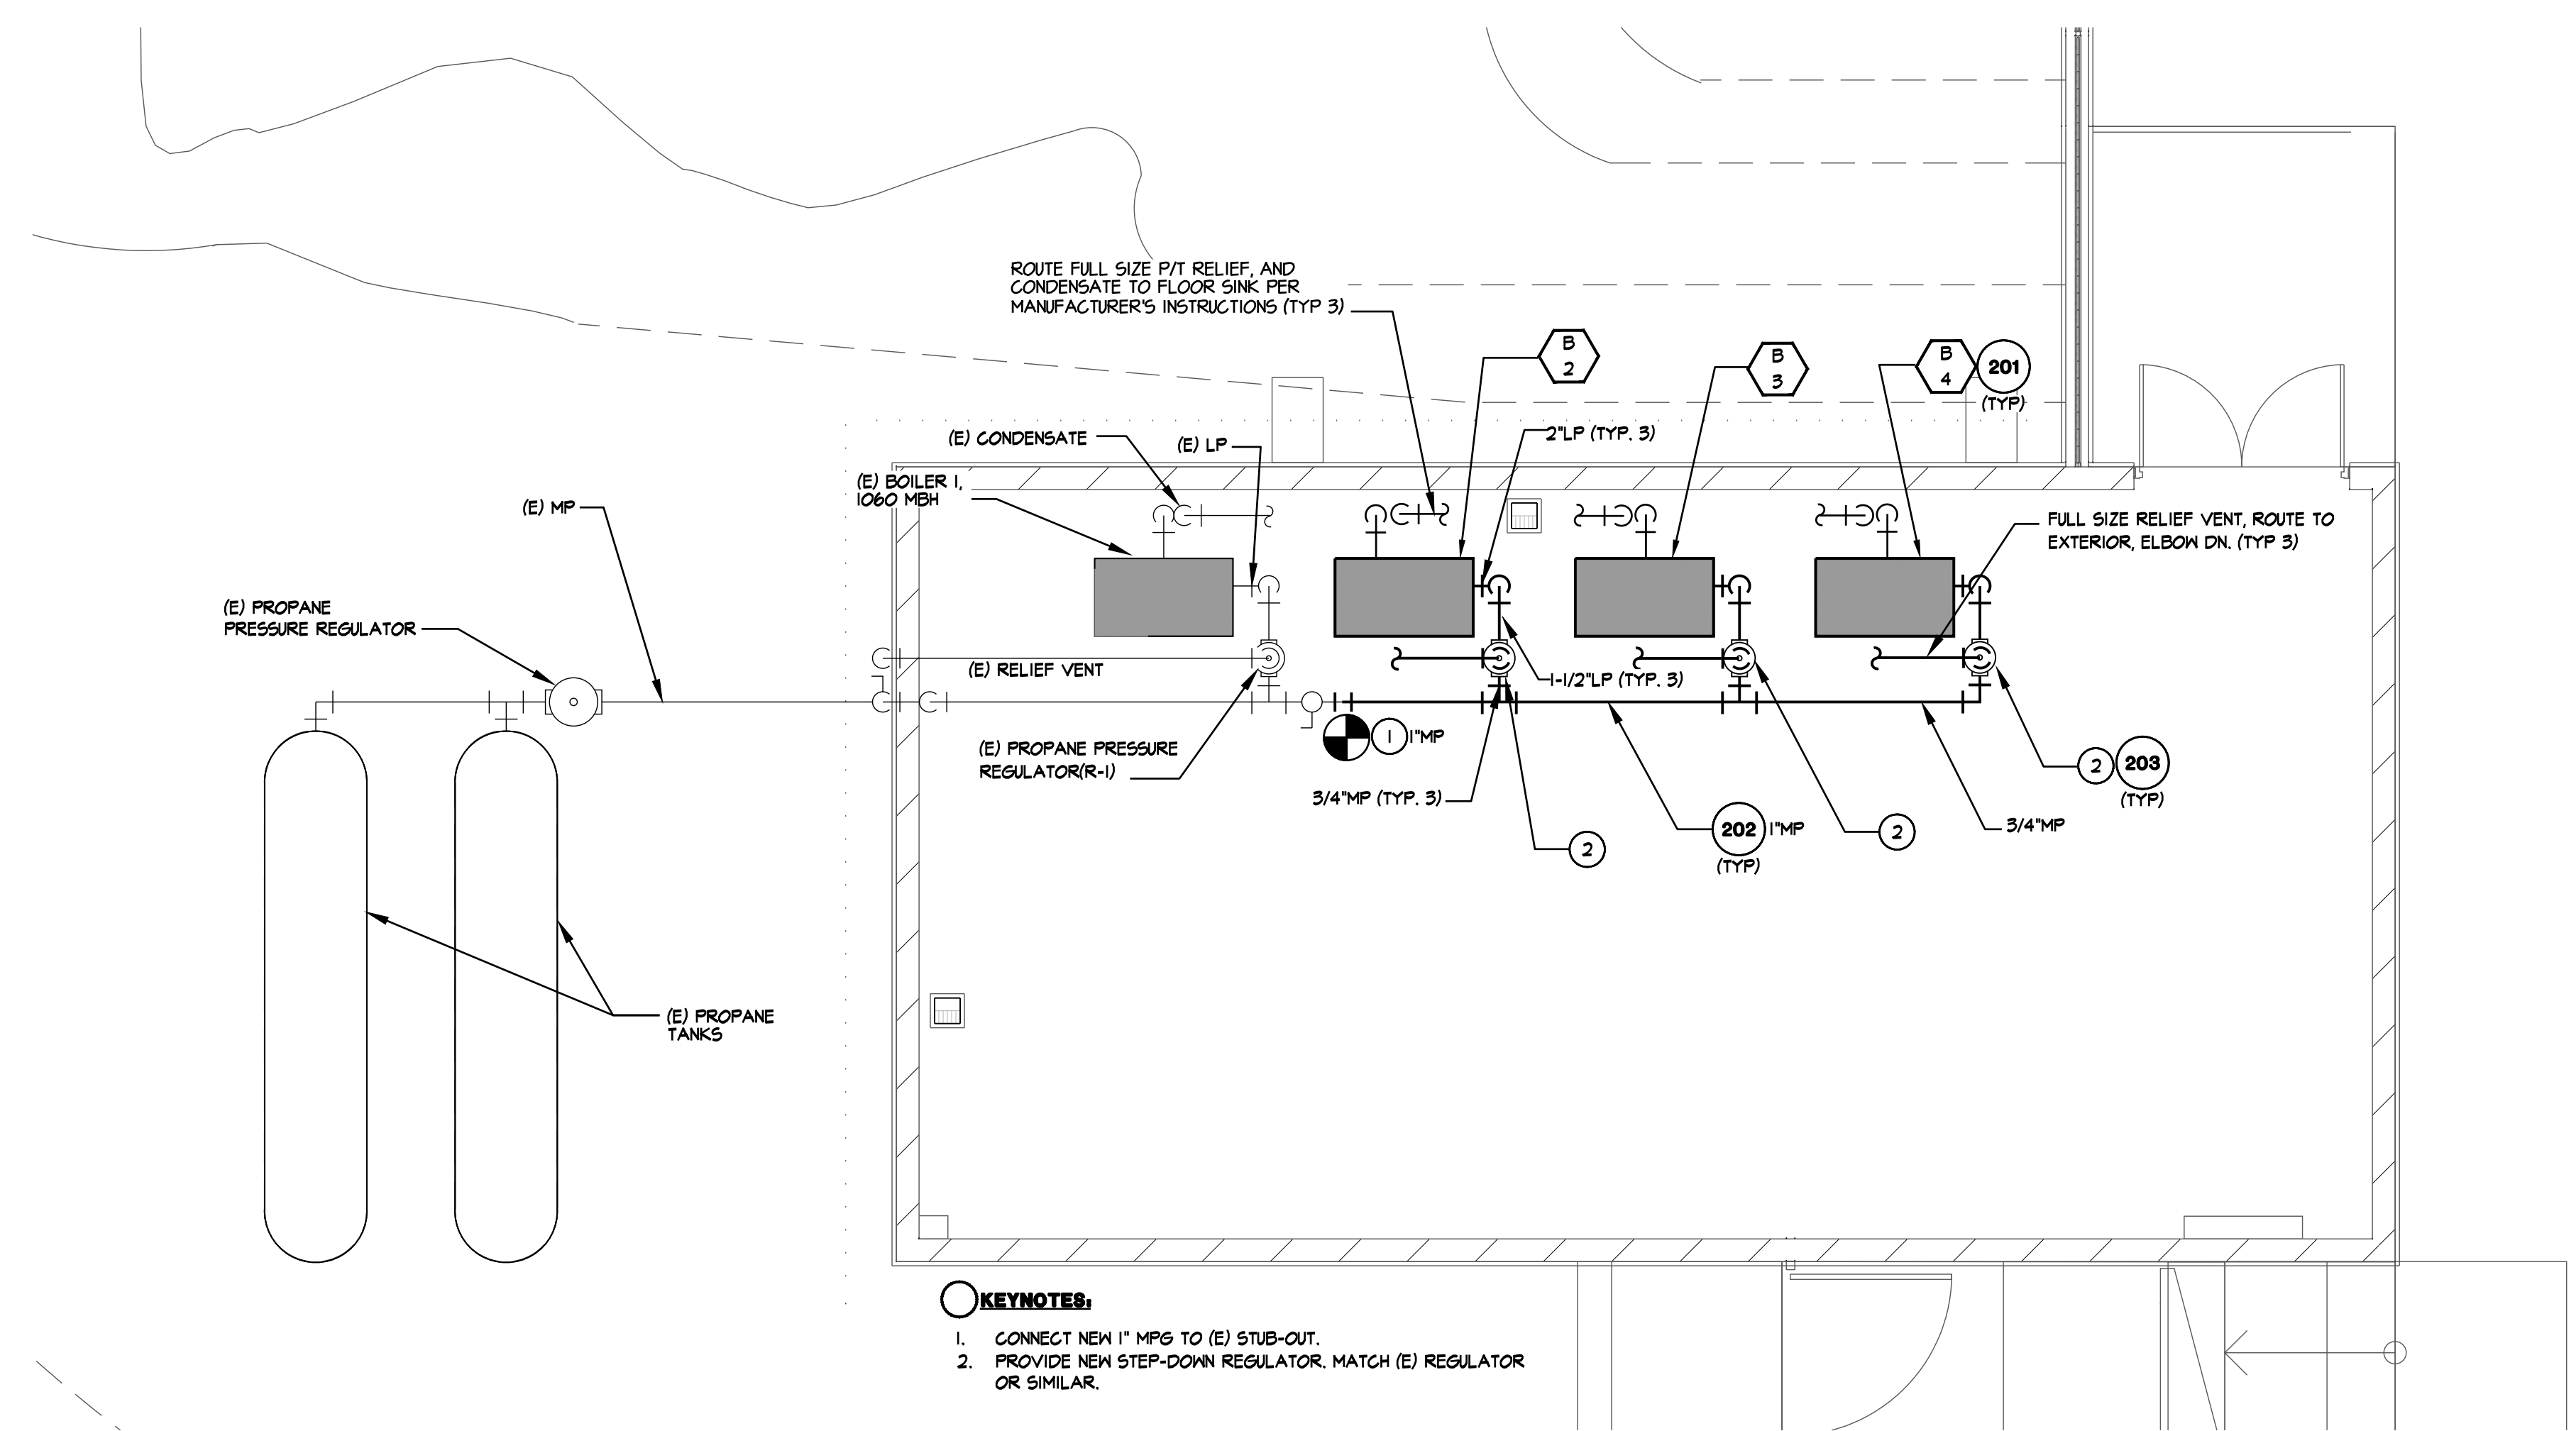 ROUTE FULL SIZE P/T RELIEF, AND
CONDENSATE TO FLOOR SINK PER
MANUFACTURER'S INSTRUCTIONS (TYP 3)
B
2
B
3
B
4
201
(TYP)
(E) CONDENSATE
(E) LP
2"LP (TYP. 3)
(E) BOILER 1,
1060 MBH
(E) MP
FULL SIZE RELIEF VENT, ROUTE TO
EXTERIOR, ELBOW DN. (TYP 3)
(E) PROPANE
PRESSURE REGULATOR
(E) RELIEF VENT
1-1/2"LP (TYP. 3)
(E) PROPANE PRESSURE
REGULATOR(R-1)
1
1"MP
2
203
(TYP)
3/4"MP (TYP. 3)
2
202
1"MP
(TYP)
2
3/4"MP
(E) PROPANE
TANKS
KEYNOTES:
1. CONNECT NEW 1" MPG TO (E) STUB-OUT.
2. PROVIDE NEW STEP-DOWN REGULATOR. MATCH (E) REGULATOR
OR SIMILAR.